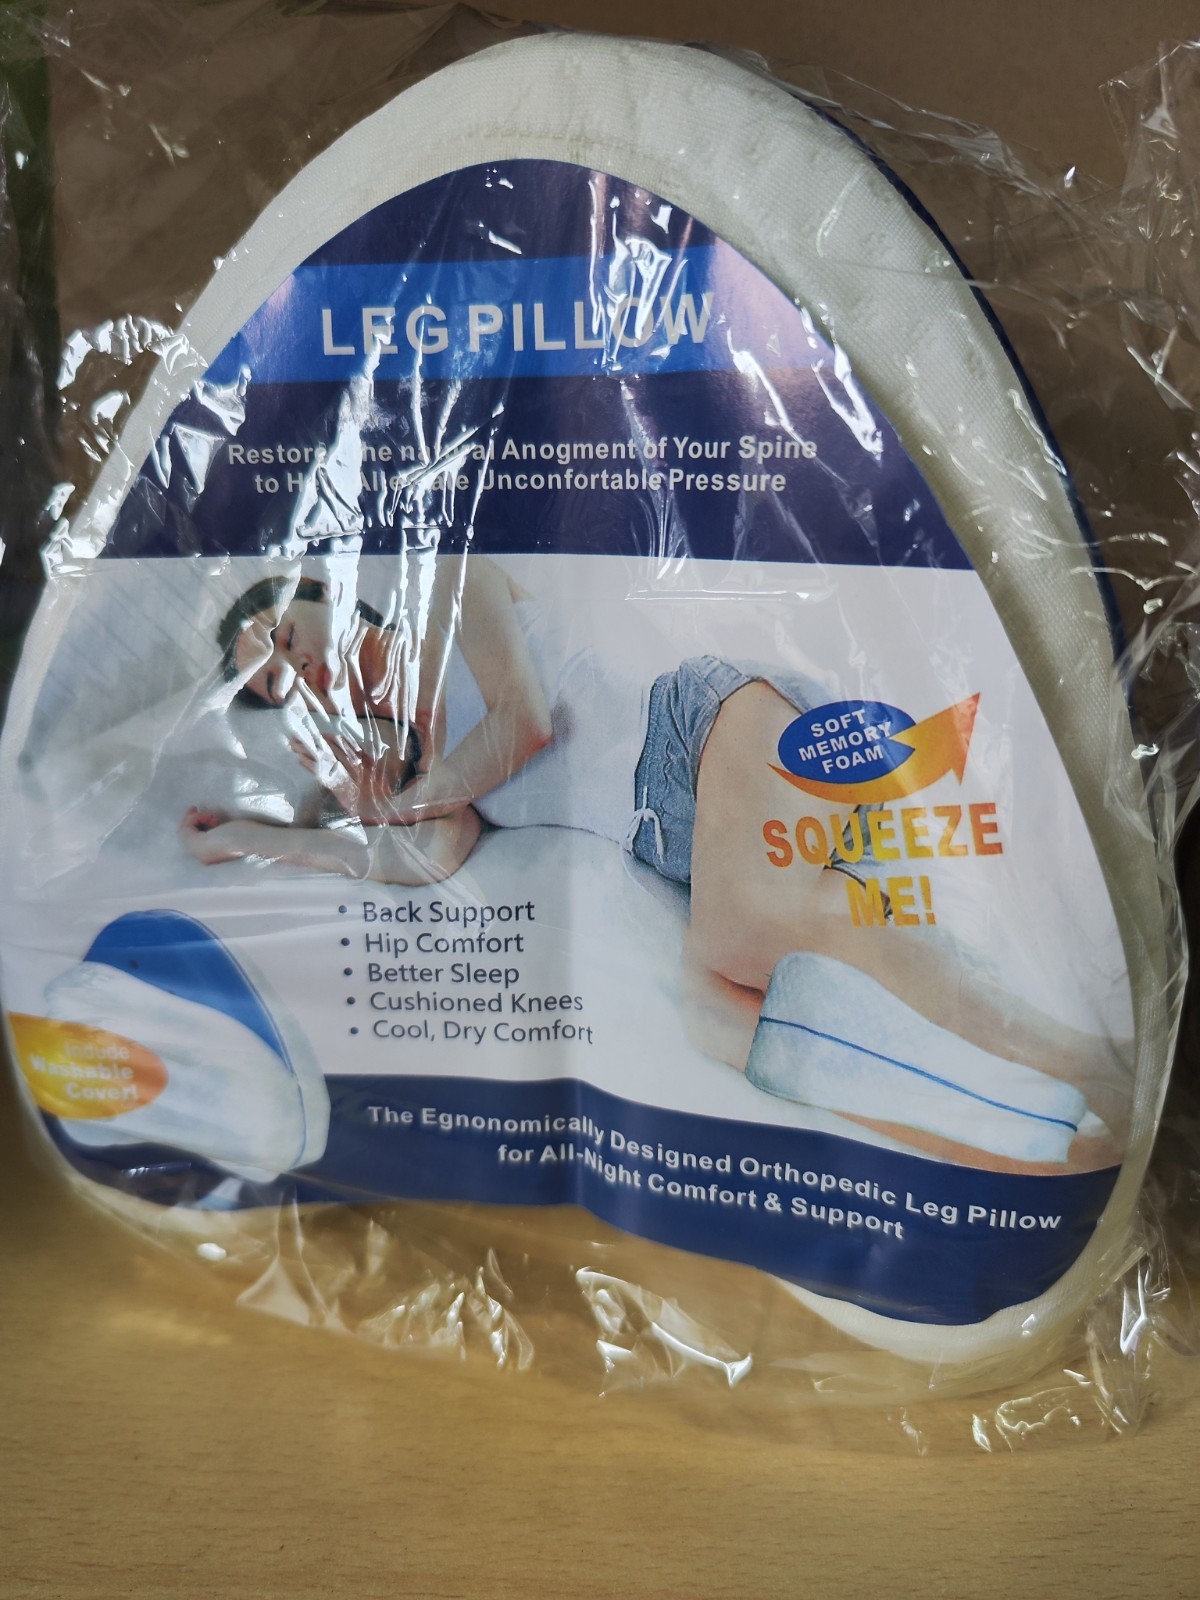 LEG PILLOW
Restore the natural Anogment of Your Spine
to Help Unconfortable Pressure
SOFT
MEMORY
FOAM
SQUEEZE
ME!
• Back Support
• Hip Comfort
• Better Sleep
• Cushioned Knees
• Cool, Dry Comfort
Include
Washable
Cover!
The Egnonomically Designed Orthopedic Leg Pillow
for All-Night Comfort & Support